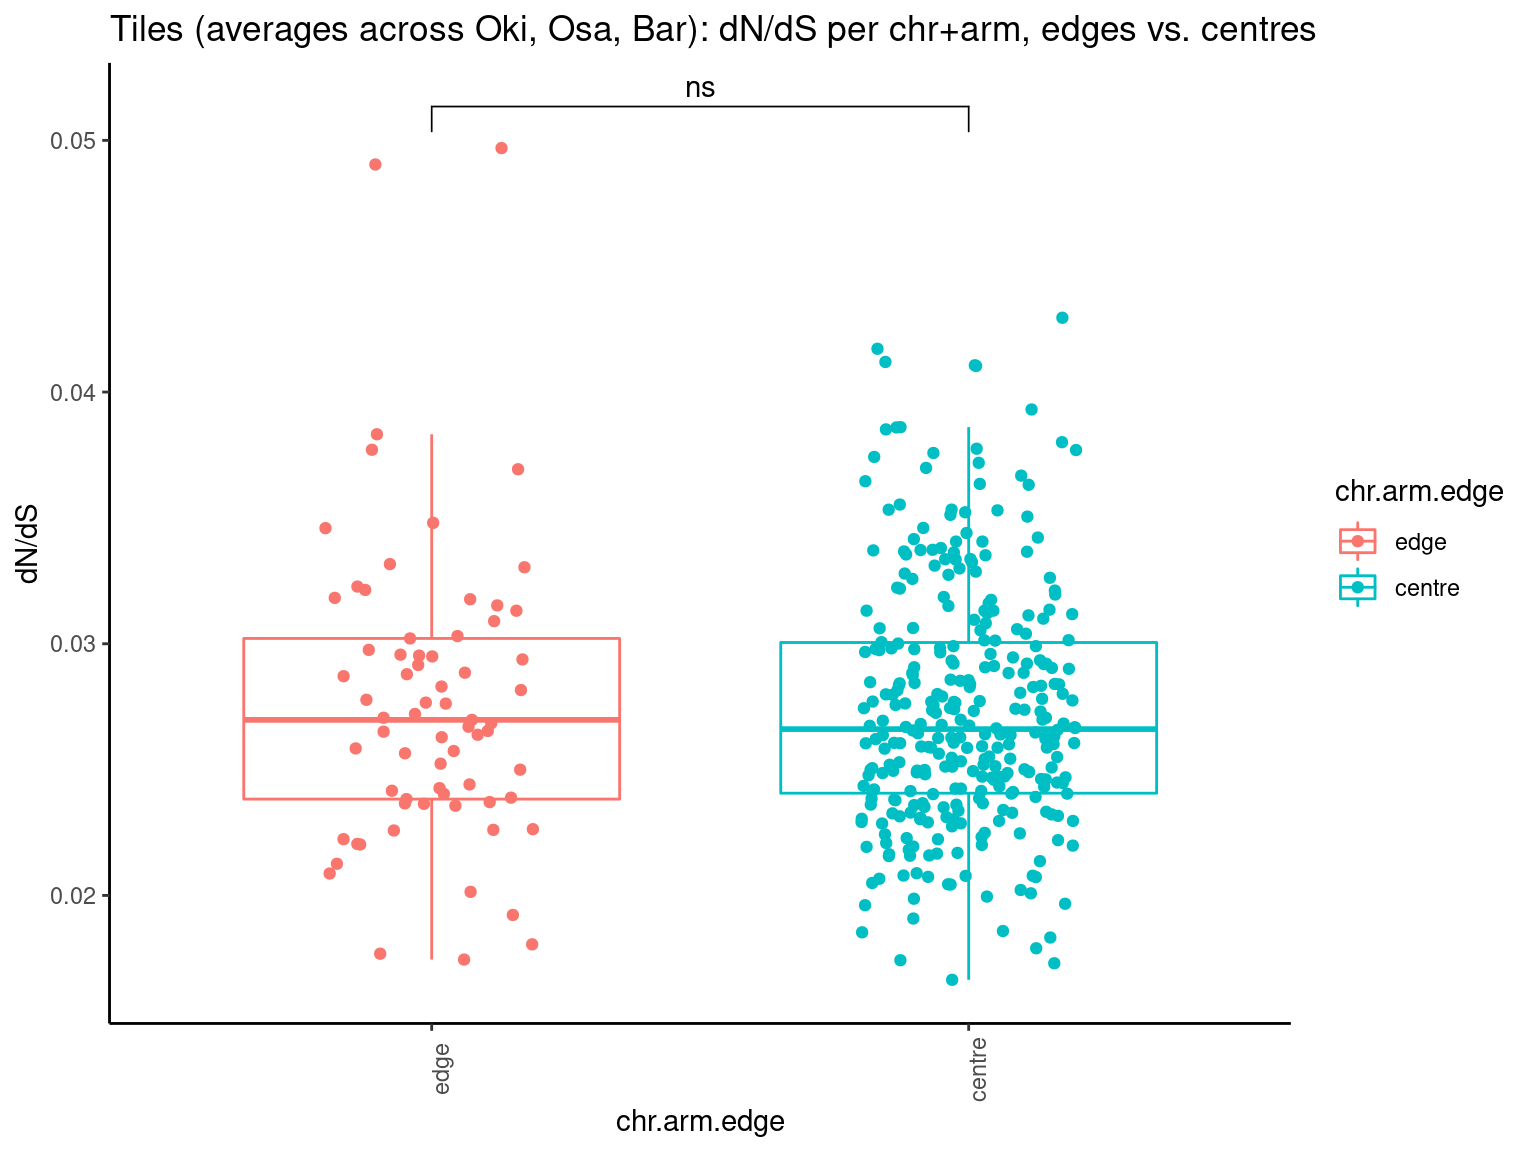 Tiles (averages across Oki, Osa, Bar): dN/dS per chr+arm, edges vs. centres
ns
0.05
0.04
0.03
0.02
dN/dS
edge
centre
chr.arm.edge
chr.arm.edge
edge
centre